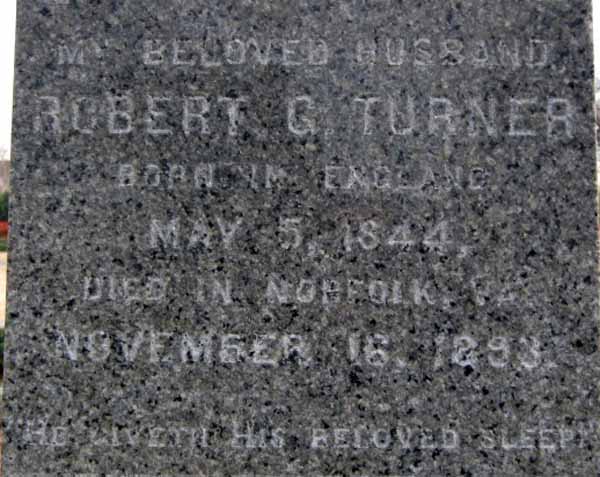 MY BELOVED HUSBAND,
ROBERT G. TURNER
BORN IN ENGLAND
MAY 5, 1844,
DIED IN NORFOLK, VA.
NOVEMBER 16, 1893.
"HE GIVETH HIS BELOVED SLEEP."